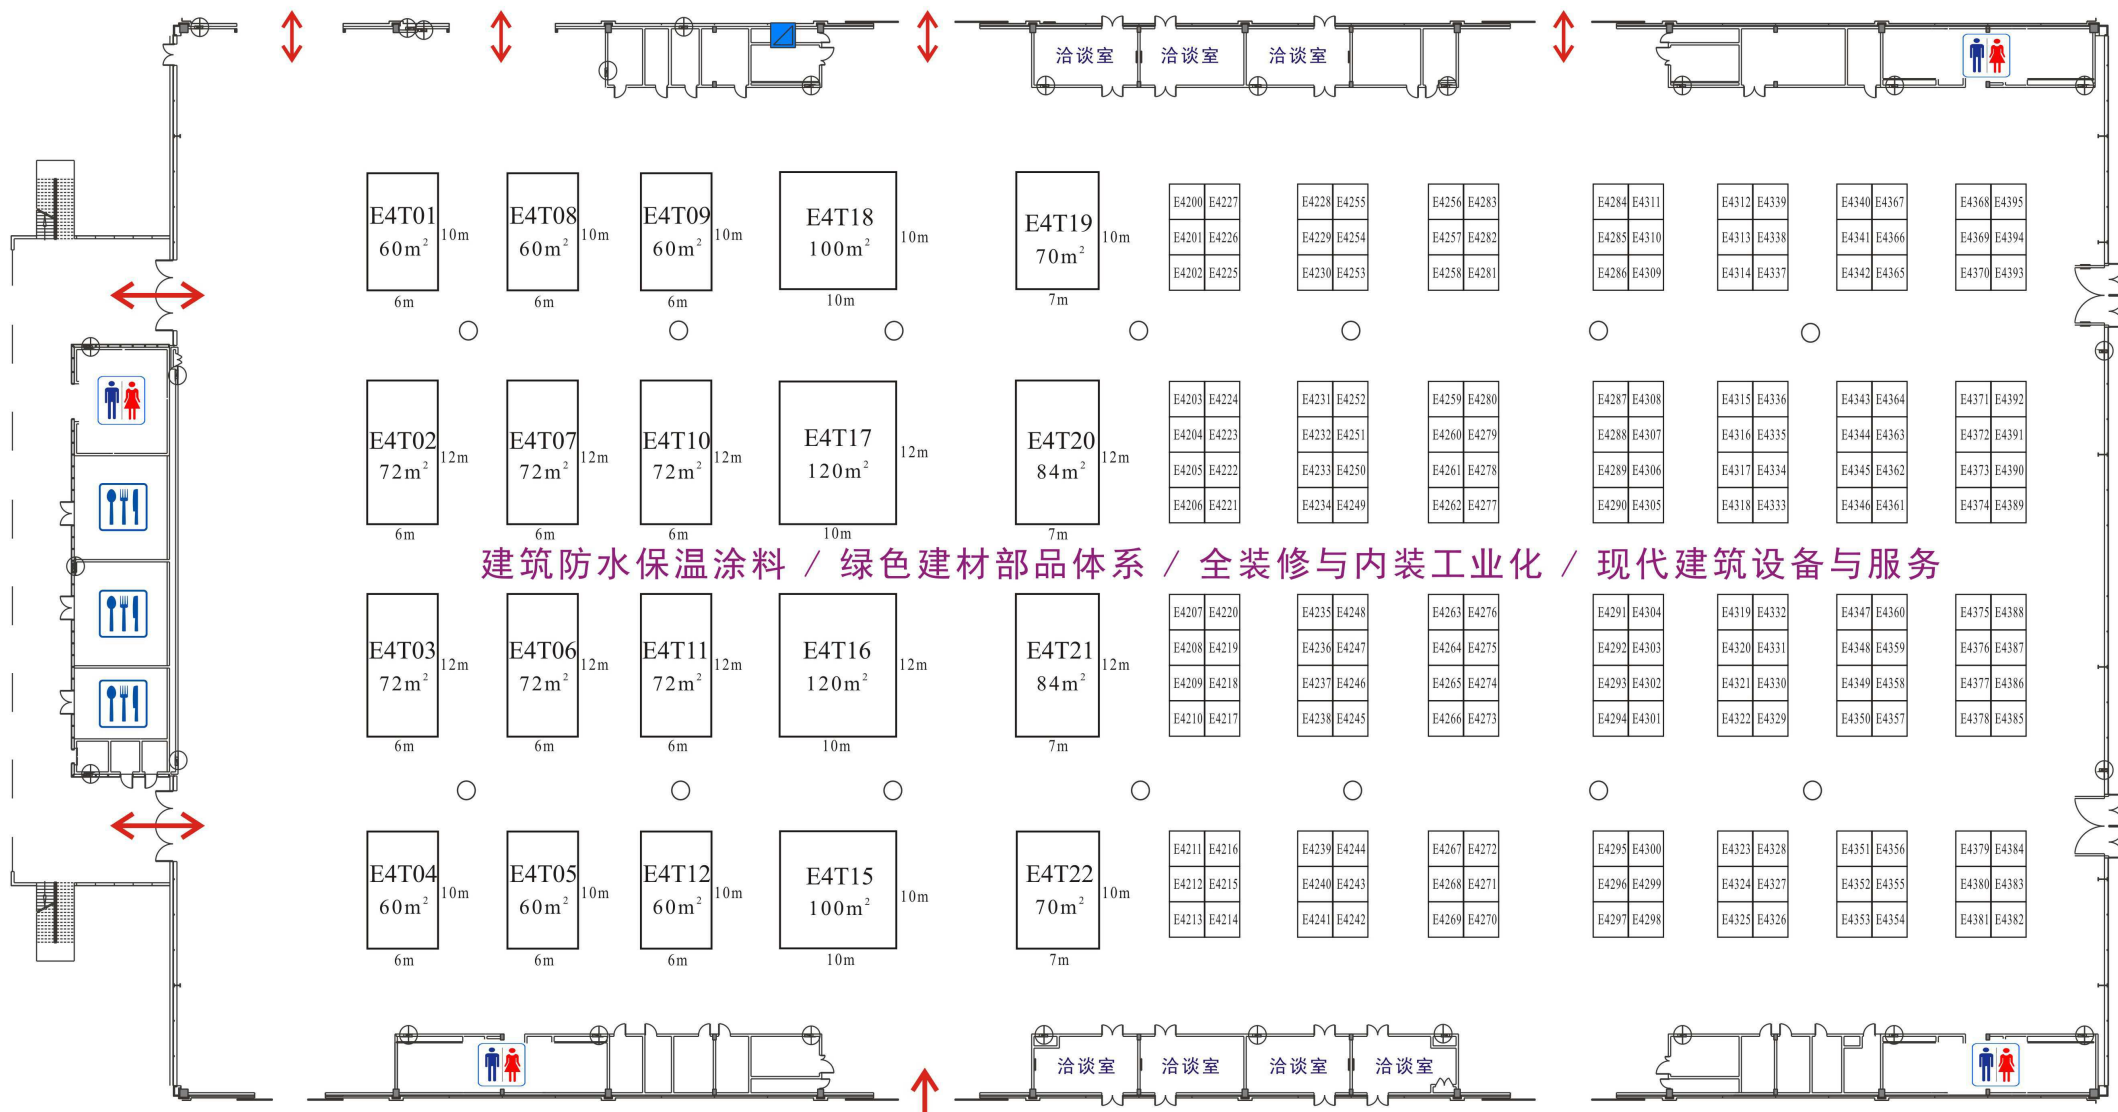 洽谈室 洽谈室 洽谈室
E4T01 E4T08 E4T09 E4T18 E4T19
60m² 60m² 60m² 100m² 70m²
10m 10m 10m 10m 10m
6m 6m 6m 10m 7m
E4200 E4227 E4228 E4255 E4256 E4283 E4284 E4311 E4312 E4339 E4340 E4367 E4368 E4395
E4201 E4226 E4229 E4254 E4257 E4282 E4285 E4310 E4313 E4338 E4341 E4366 E4369 E4394
E4202 E4225 E4230 E4253 E4258 E4281 E4286 E4309 E4314 E4337 E4342 E4365 E4370 E4393
E4T02 E4T07 E4T10 E4T17 E4T20
72m² 72m² 72m² 120m² 84m²
12m 12m 12m 12m 12m
6m 6m 6m 10m 7m
E4203 E4224 E4231 E4252 E4259 E4280 E4287 E4308 E4315 E4336 E4343 E4364 E4371 E4392
E4204 E4223 E4232 E4251 E4260 E4279 E4288 E4307 E4316 E4335 E4344 E4363 E4372 E4391
E4205 E4222 E4233 E4250 E4261 E4278 E4289 E4306 E4317 E4334 E4345 E4362 E4373 E4390
E4206 E4221 E4234 E4249 E4262 E4277 E4290 E4305 E4318 E4333 E4346 E4361 E4374 E4389
建筑防水保温涂料 / 绿色建材部品体系 / 全装修与内装工业化 / 现代建筑设备与服务
E4T03 E4T06 E4T11 E4T16 E4T21
72m² 72m² 72m² 120m² 84m²
12m 12m 12m 12m 12m
6m 6m 6m 10m 7m
E4207 E4220 E4235 E4248 E4263 E4276 E4291 E4304 E4319 E4332 E4347 E4360 E4375 E4388
E4208 E4219 E4236 E4247 E4264 E4275 E4292 E4303 E4320 E4331 E4348 E4359 E4376 E4387
E4209 E4218 E4237 E4246 E4265 E4274 E4293 E4302 E4321 E4330 E4349 E4358 E4377 E4386
E4210 E4217 E4238 E4245 E4266 E4273 E4294 E4301 E4322 E4329 E4350 E4357 E4378 E4385
E4T04 E4T05 E4T12 E4T15 E4T22
60m² 60m² 60m² 100m² 70m²
10m 10m 10m 10m 10m
6m 6m 6m 10m 7m
E4211 E4216 E4239 E4244 E4267 E4272 E4295 E4300 E4323 E4328 E4351 E4356 E4379 E4384
E4212 E4215 E4240 E4243 E4268 E4271 E4296 E4299 E4324 E4327 E4352 E4355 E4380 E4383
E4213 E4214 E4241 E4242 E4269 E4270 E4297 E4298 E4325 E4326 E4353 E4354 E4381 E4382
洽谈室 洽谈室 洽谈室 洽谈室